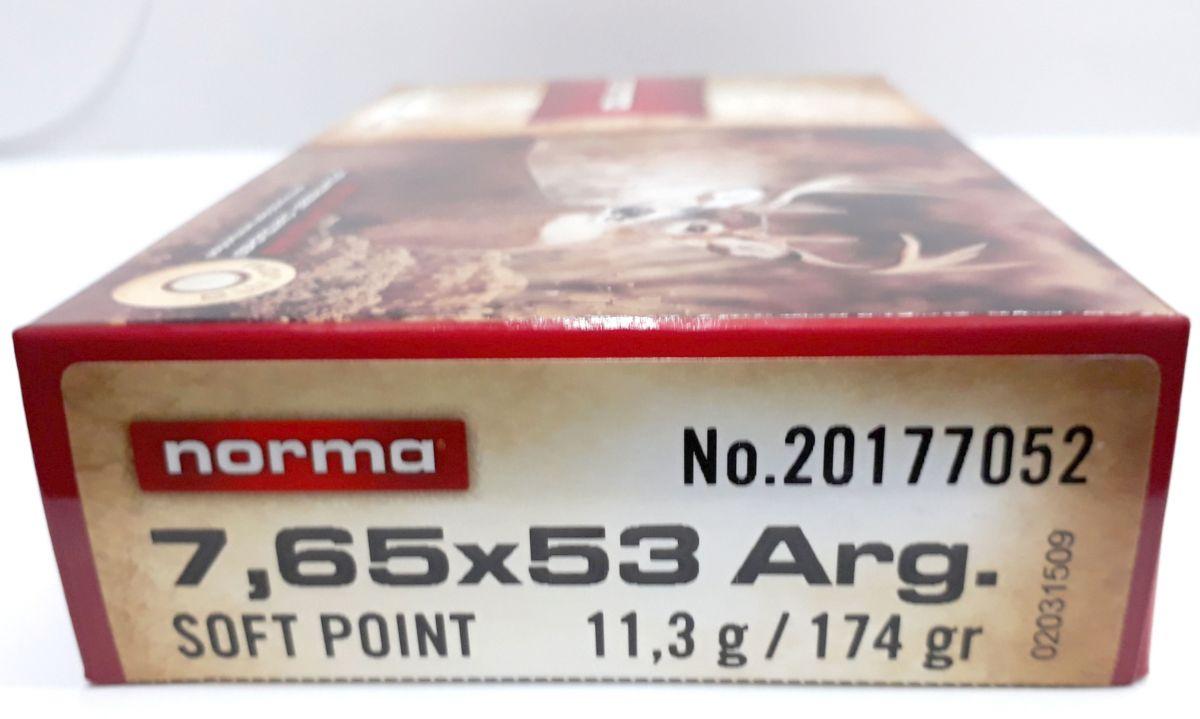 norma
No.20177052
7,65x53 Arg.
SOFT POINT 11,3 g / 174 gr
02031509